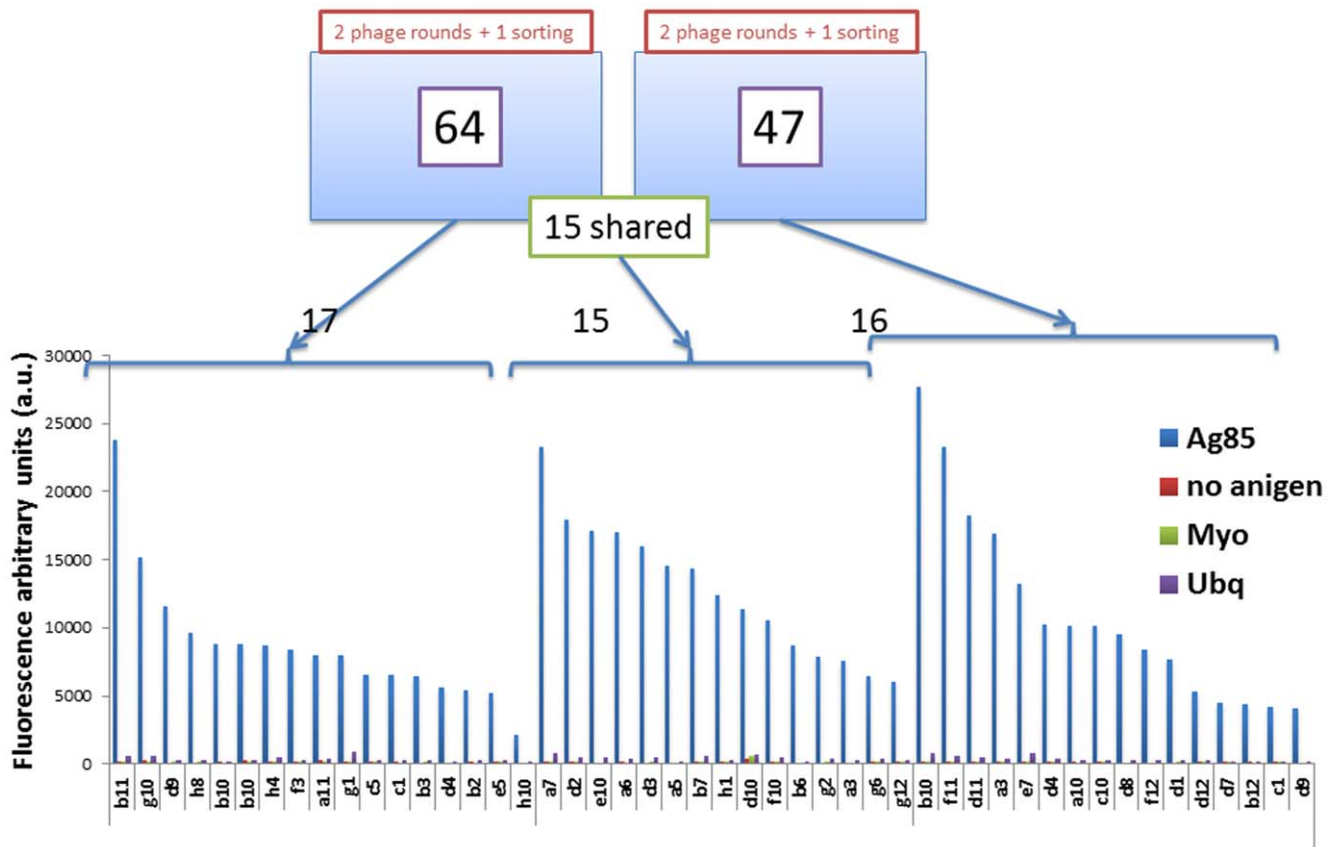 2 phage rounds + 1 sorting
2 phage rounds + 1 sorting
64
47
15 shared
17
15
16
Fluorescence arbitrary units (a.u.)
30000
25000
20000
15000
10000
5000
0
Ag85
no anigen
Myo
Ubq
b11 g10 d9 h8 b10 b10 h4 f3 a11 g1 c5 c1 b3 d4 b2 e5 h10 a7 d2 e10 a6 d3 a5 b7 h1 d10 f10 b6 g2 a3 g6 g12 b10 f11 d11 a3 e7 d4 a10 c10 d8 f12 d1 d12 d7 b12 c1 d9